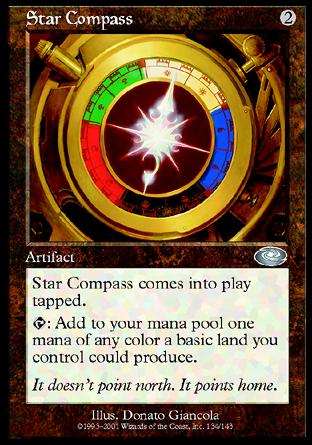 Star Compass 2
Artifact
Star Compass comes into play
tapped.
: Add to your mana pool one
mana of any color a basic land you
control could produce.
It doesn't point north. It points home.
Illus. Donato Giancola
©1993-2001 Wizards of the Coast, Inc. 134/143